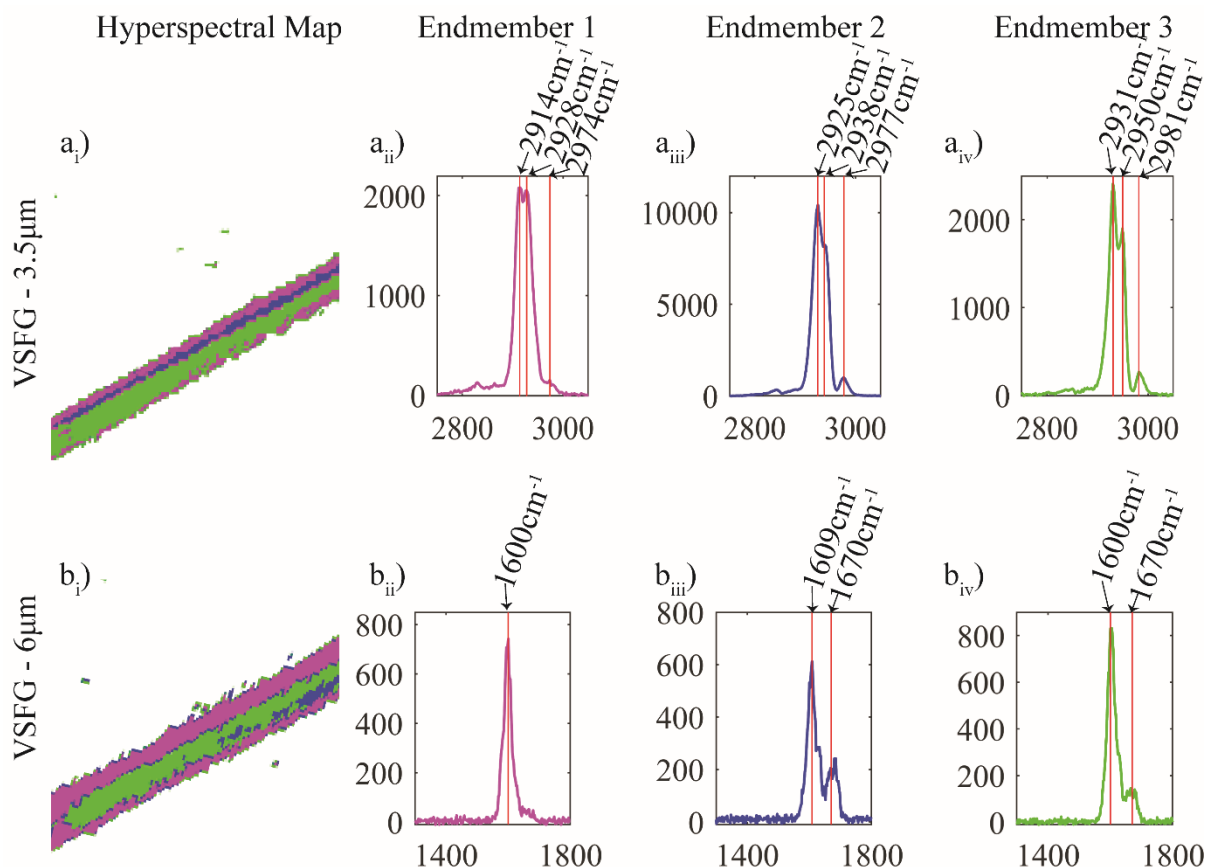 Hyperspectral Map
Endmember 1
Endmember 2
Endmember 3
VSFG - 3.5µm
a_i)
a_ii)
2914cm⁻¹
2928cm⁻¹
2974cm⁻¹
2000
1000
0
2800
3000
a_iii)
2925cm⁻¹
2938cm⁻¹
2977cm⁻¹
10000
5000
0
2800
3000
a_iv)
2931cm⁻¹
2950cm⁻¹
2981cm⁻¹
2000
1000
0
2800
3000
VSFG - 6µm
b_i)
b_ii)
1600cm⁻¹
800
600
400
200
0
1400
1800
b_iii)
1609cm⁻¹
1670cm⁻¹
800
600
400
200
0
1400
1800
b_iv)
1600cm⁻¹
1670cm⁻¹
800
600
400
200
0
1400
1800